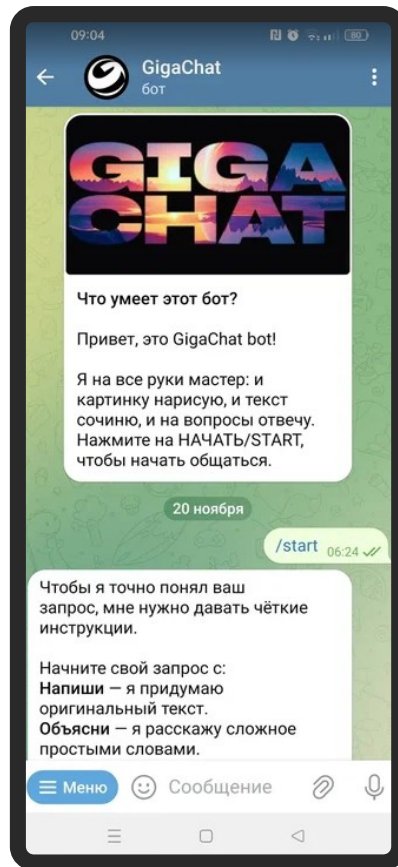 09:04
80
GigaChat
бот
GIGA
CHAT
Что умеет этот бот?
Привет, это GigaChat bot!
Я на все руки мастер: и
картинку нарисую, и текст
сочиню, и на вопросы отвечу.
Нажмите на НАЧАТЬ/START,
чтобы начать общаться.
20 ноября
/start 06:24
Чтобы я точно понял ваш
запрос, мне нужно давать чёткие
инструкции.
Начните свой запрос с:
Напиши — я придумаю
оригинальный текст.
Объясни — я расскажу сложное
простыми словами.
Меню
Сообщение